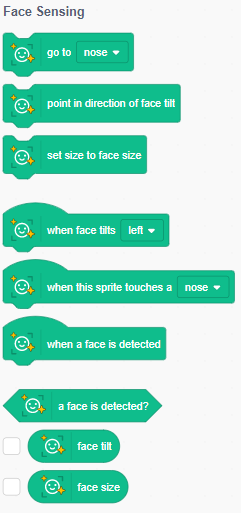 Face Sensing
go to nose
point in direction of face tilt
set size to face size
when face tilts left
when this sprite touches a nose
when a face is detected
a face is detected?
face tilt
face size